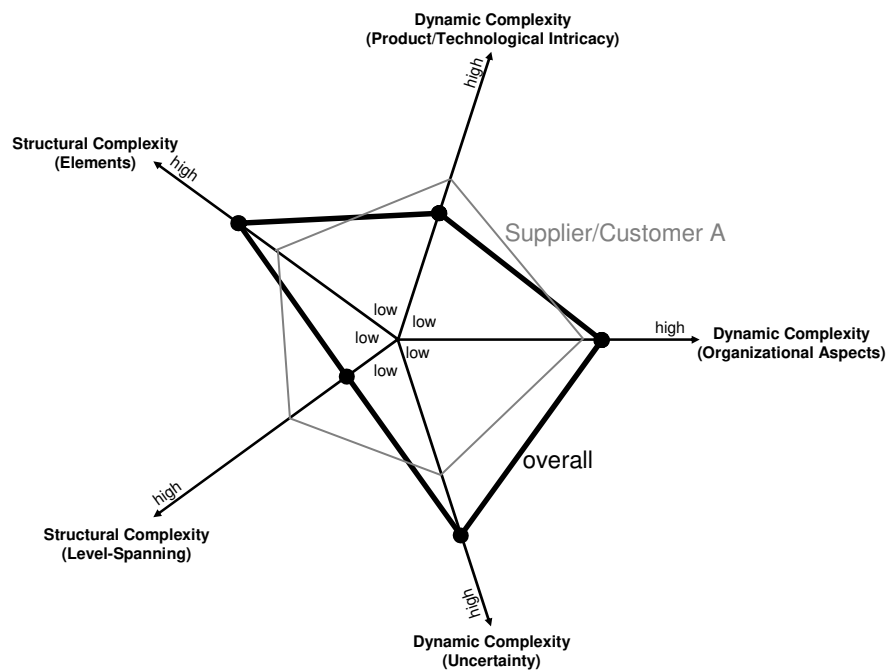 Dynamic Complexity
(Product/Technological Intricacy)
high
Structural Complexity
(Elements)
high
Supplier/Customer A
low
low
low
low
low
high
Dynamic Complexity
(Organizational Aspects)
overall
high
Structural Complexity
(Level-Spanning)
high
Dynamic Complexity
(Uncertainty)